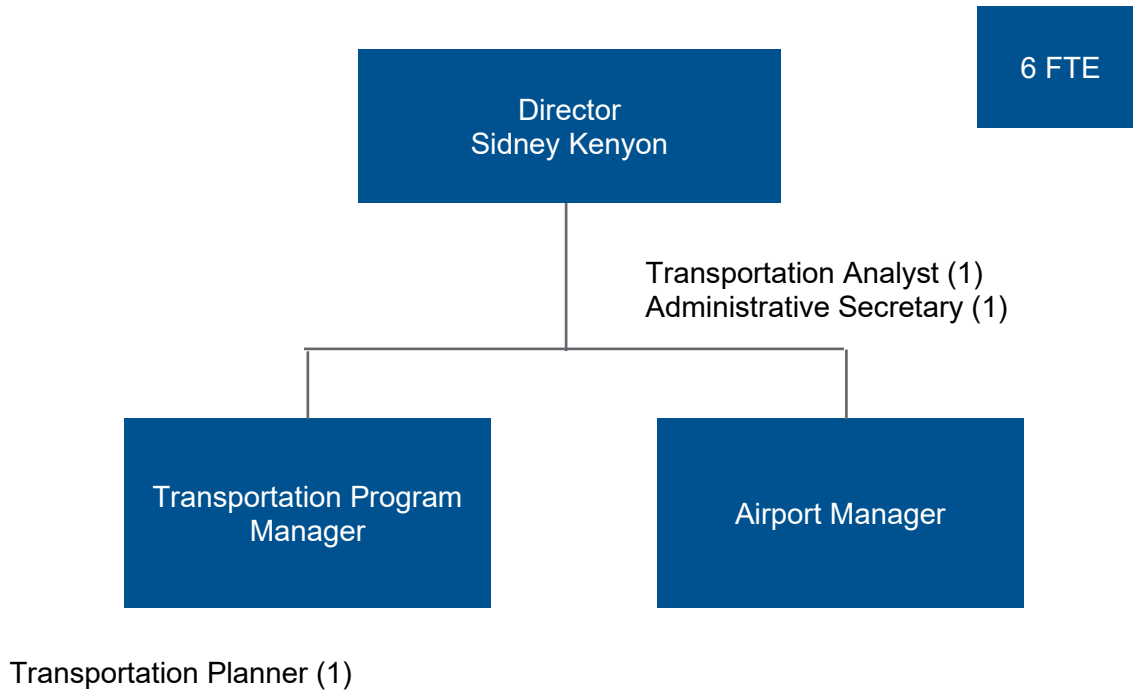 6 FTE
Director
Sidney Kenyon
Transportation Analyst (1)
Administrative Secretary (1)
Transportation Program
Manager
Airport Manager
Transportation Planner (1)